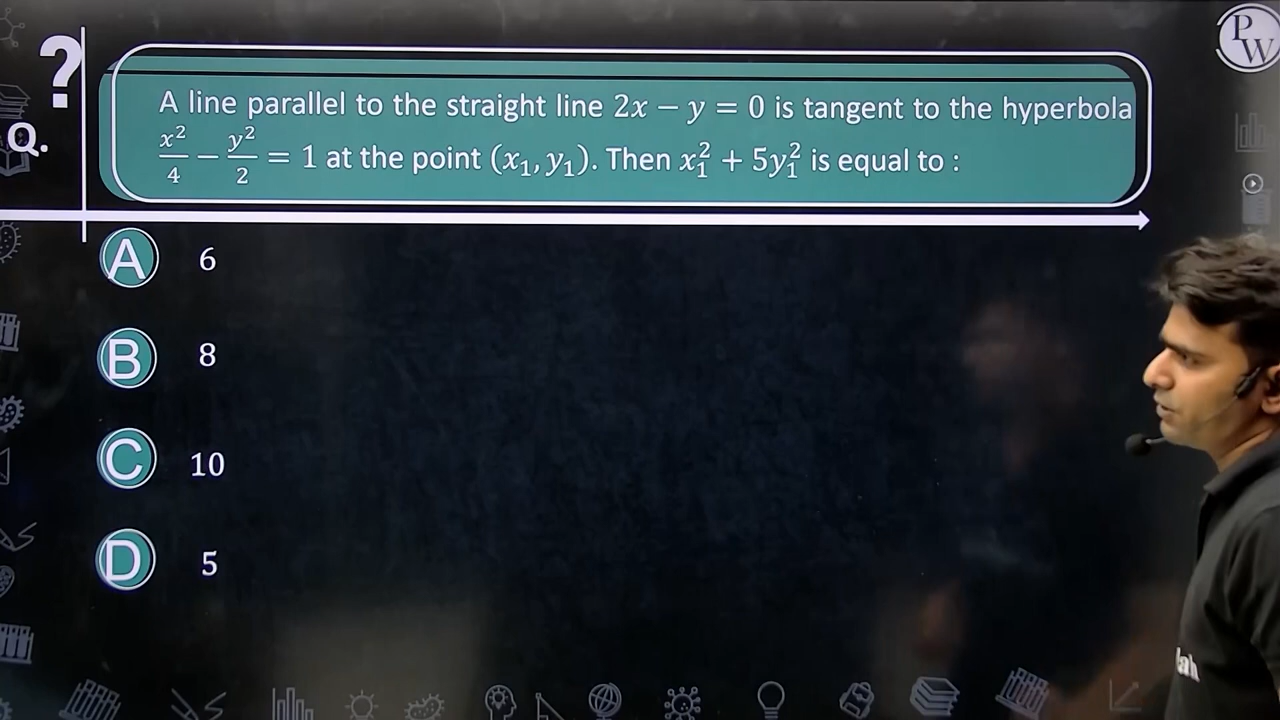 PW
?
Q.
A line parallel to the straight line 2x − y = 0 is tangent to the hyperbola
x²/4 − y²/2 = 1 at the point (x₁, y₁). Then x₁² + 5y₁² is equal to :
A 6
B 8
C 10
D 5